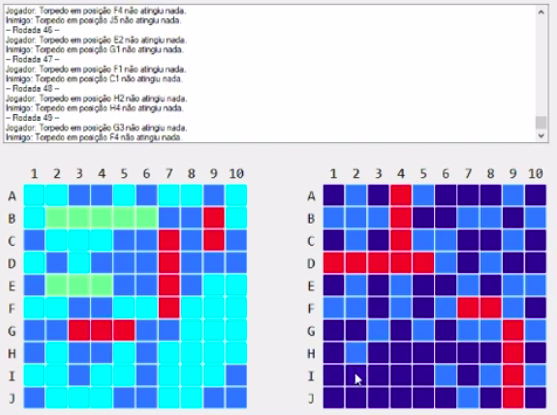 Jogador: Torpedo em posição F4 não atingiu nada.
Inimigo: Torpedo em posição J5 não atingiu nada.
-- Rodada 46 --
Jogador: Torpedo em posição E2 não atingiu nada.
Inimigo: Torpedo em posição G1 não atingiu nada.
-- Rodada 47 --
Jogador: Torpedo em posição F1 não atingiu nada.
Inimigo: Torpedo em posição C1 não atingiu nada.
-- Rodada 48 --
Jogador: Torpedo em posição H2 não atingiu nada.
Inimigo: Torpedo em posição H4 não atingiu nada.
-- Rodada 49 --
Jogador: Torpedo em posição G3 não atingiu nada.
Inimigo: Torpedo em posição F4 não atingiu nada.
1 2 3 4 5 6 7 8 9 10
A
B
C
D
E
F
G
H
I
J
1 2 3 4 5 6 7 8 9 10
A
B
C
D
E
F
G
H
I
J